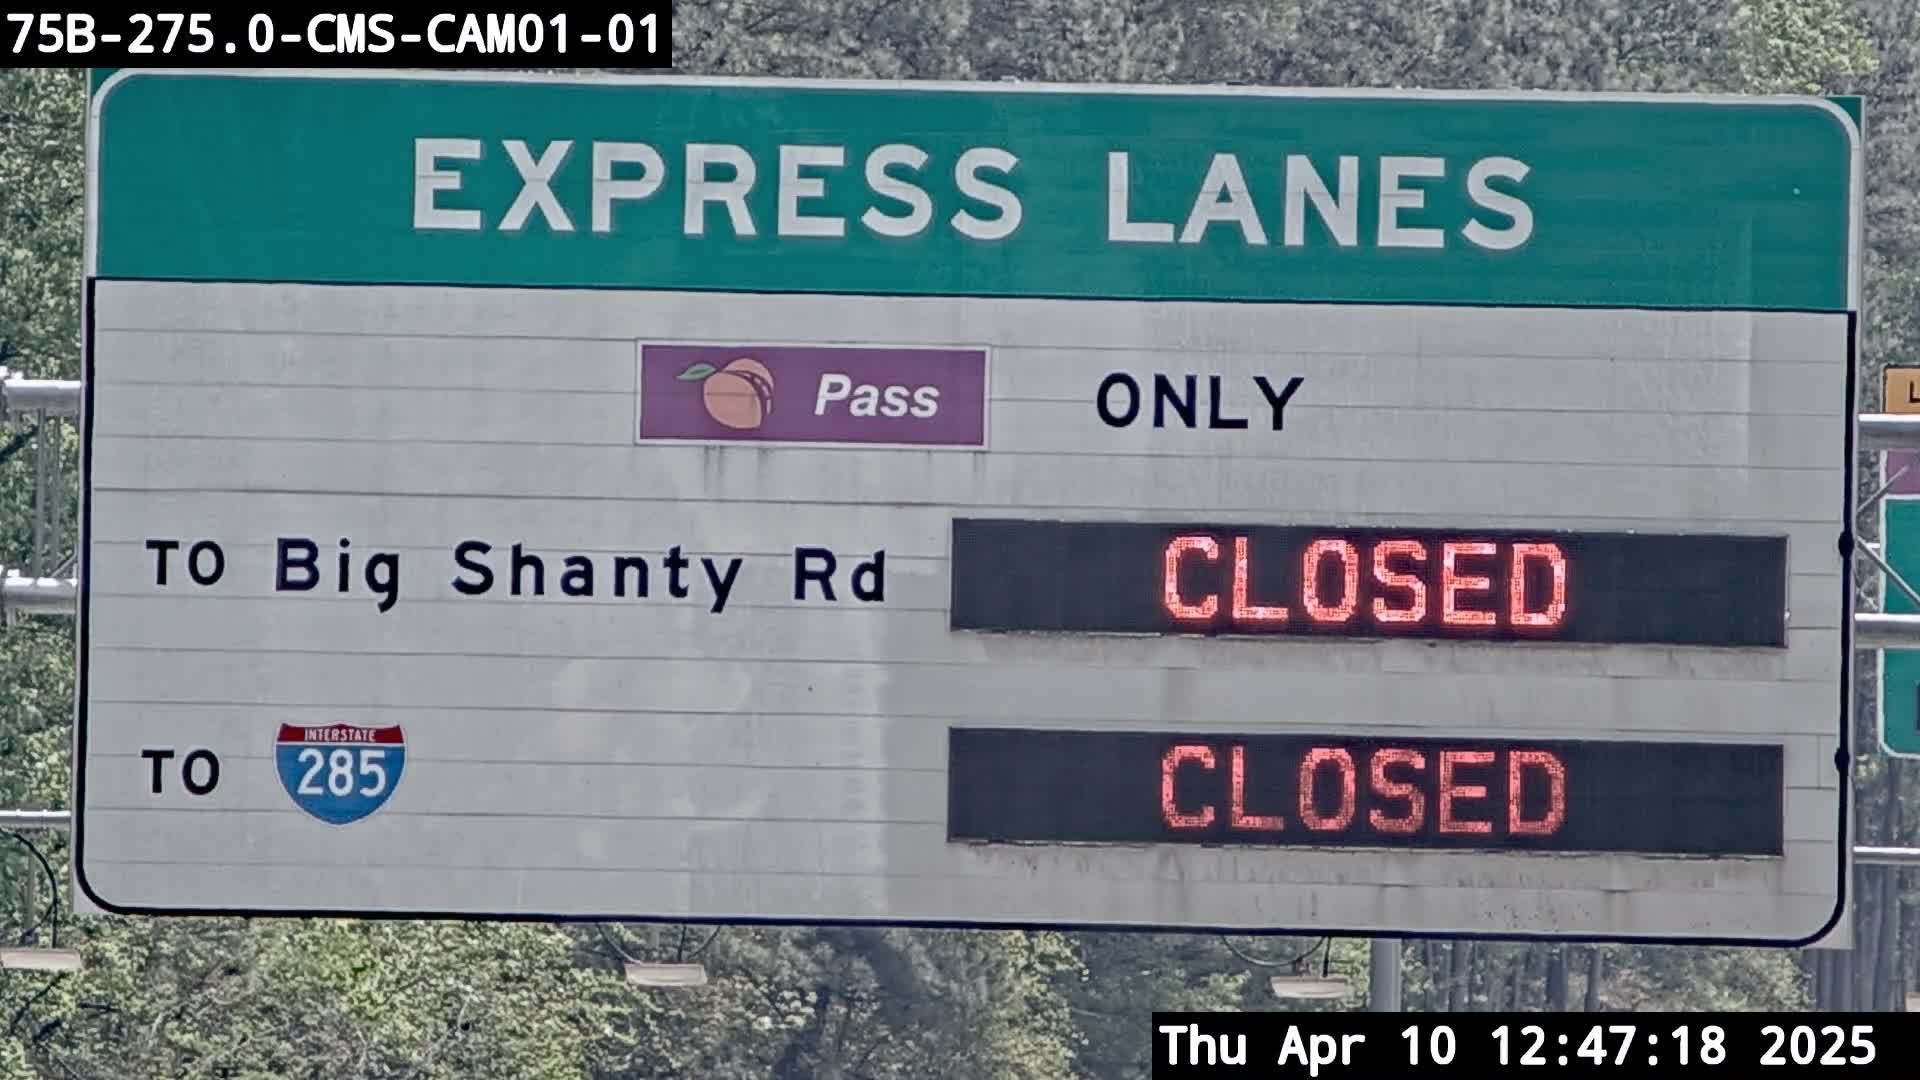 75B-275.0-CMS-CAM01-01
EXPRESS LANES
Pass ONLY
TO Big Shanty Rd CLOSED
TO INTERSTATE 285 CLOSED
Thu Apr 10 12:47:18 2025